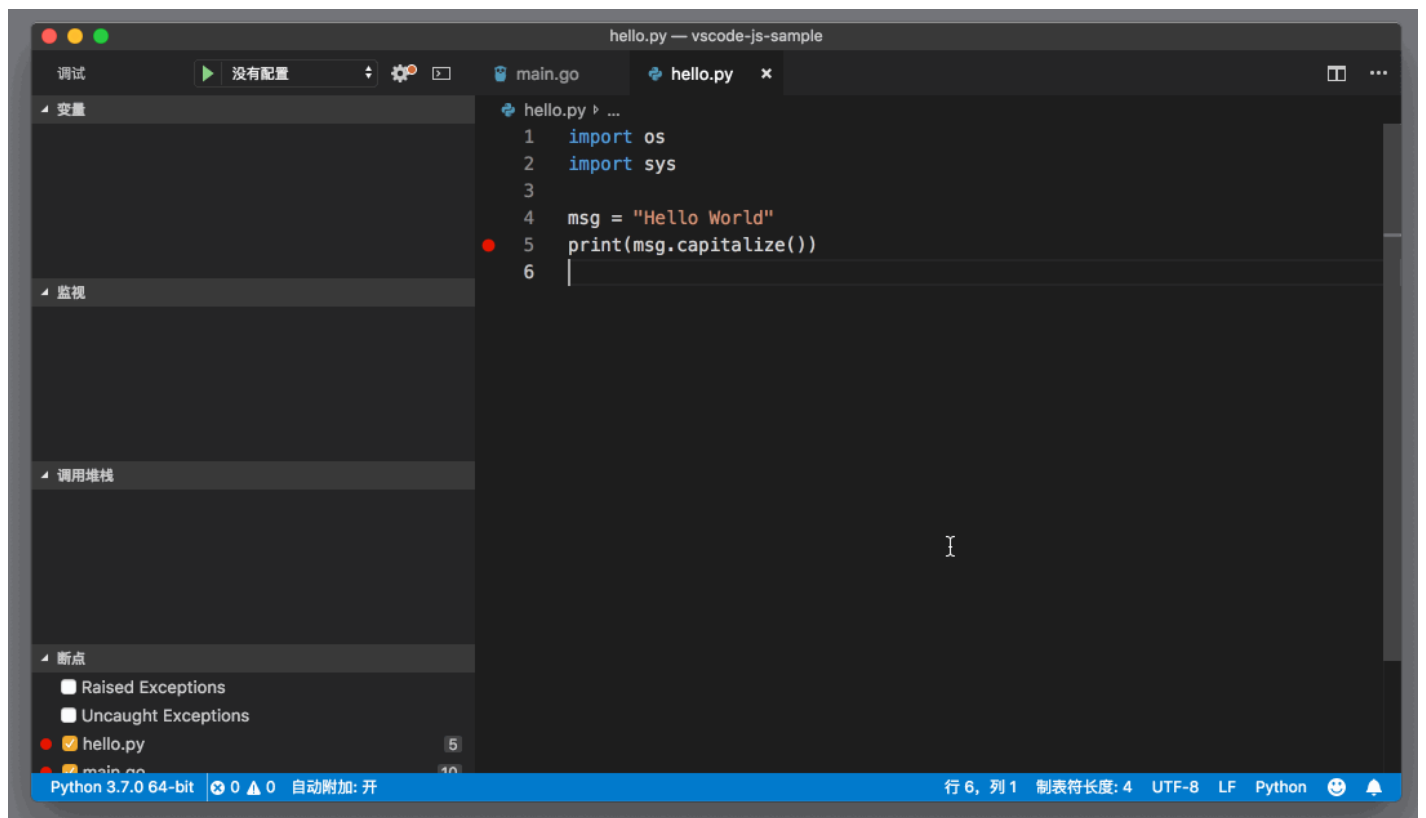 hello.py — vscode-js-sample
调试
没有配置
main.go
hello.py
变量
hello.py ...
1 import os
2 import sys
3
4 msg = "Hello World"
5 print(msg.capitalize())
6
监视
调用堆栈
断点
Raised Exceptions
Uncaught Exceptions
hello.py 5
main.go 10
Python 3.7.0 64-bit 0 0 自动附加: 开 行 6，列 1 制表符长度: 4 UTF-8 LF Python